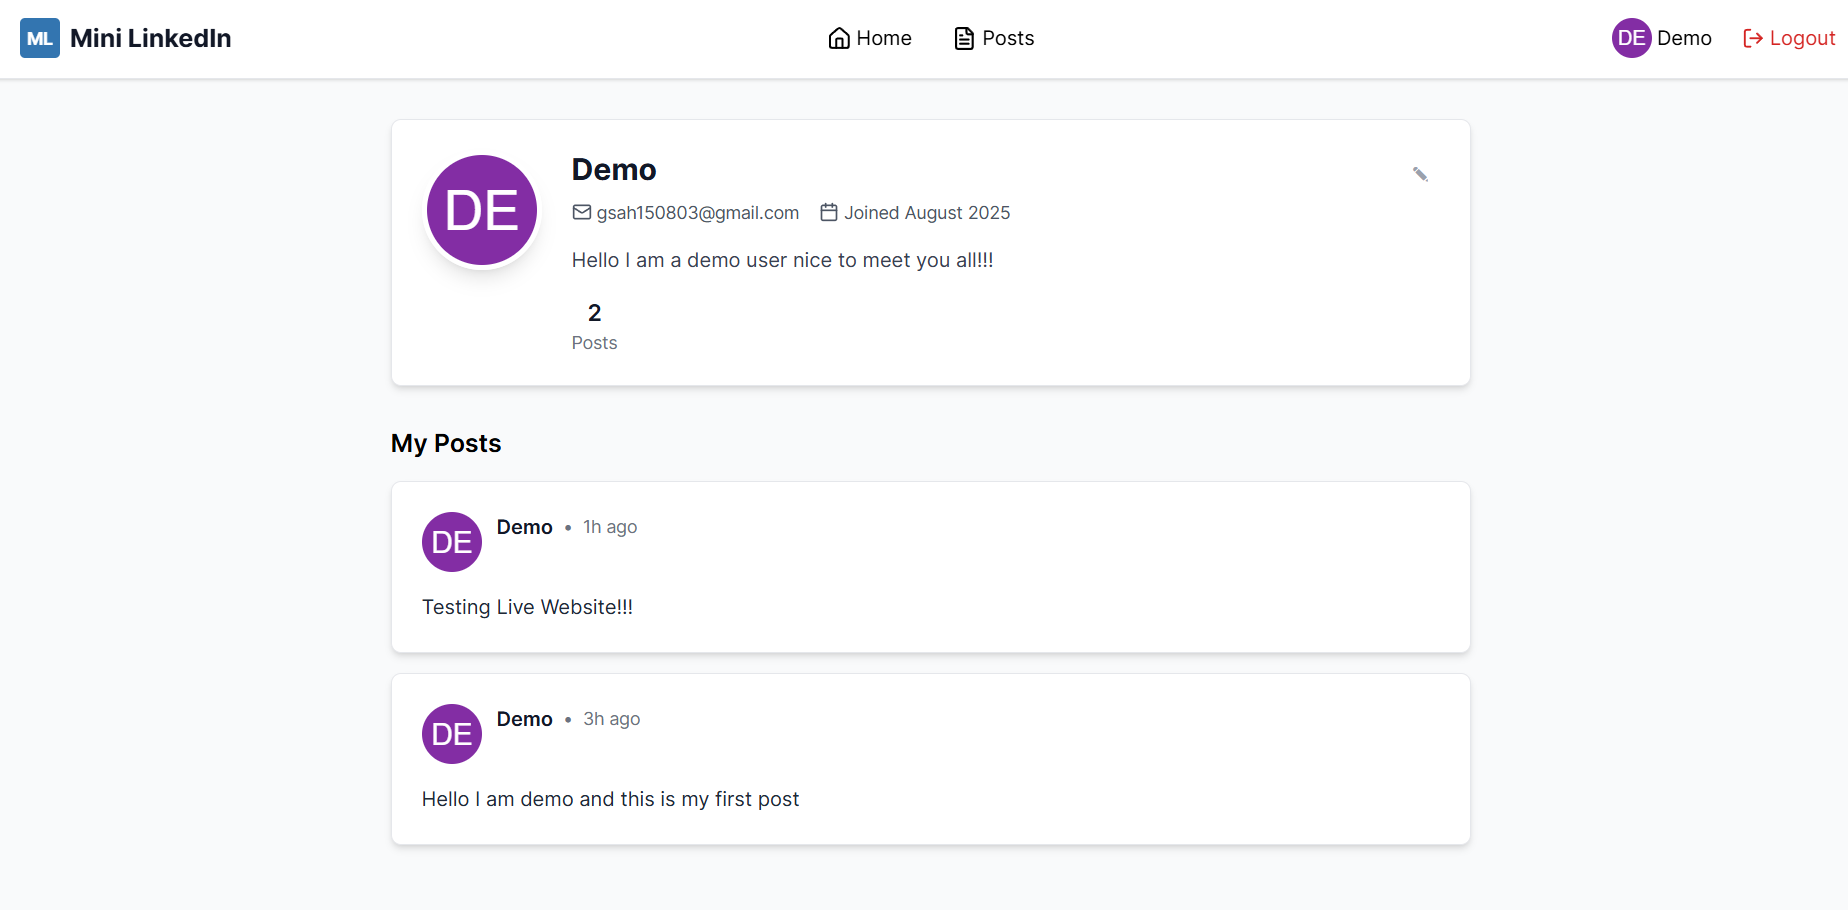 ML Mini LinkedIn Home Posts DE Demo Logout
DE
Demo
gsah150803@gmail.com Joined August 2025
Hello I am a demo user nice to meet you all!!!
2
Posts
My Posts
DE Demo • 1h ago
Testing Live Website!!!
DE Demo • 3h ago
Hello I am demo and this is my first post